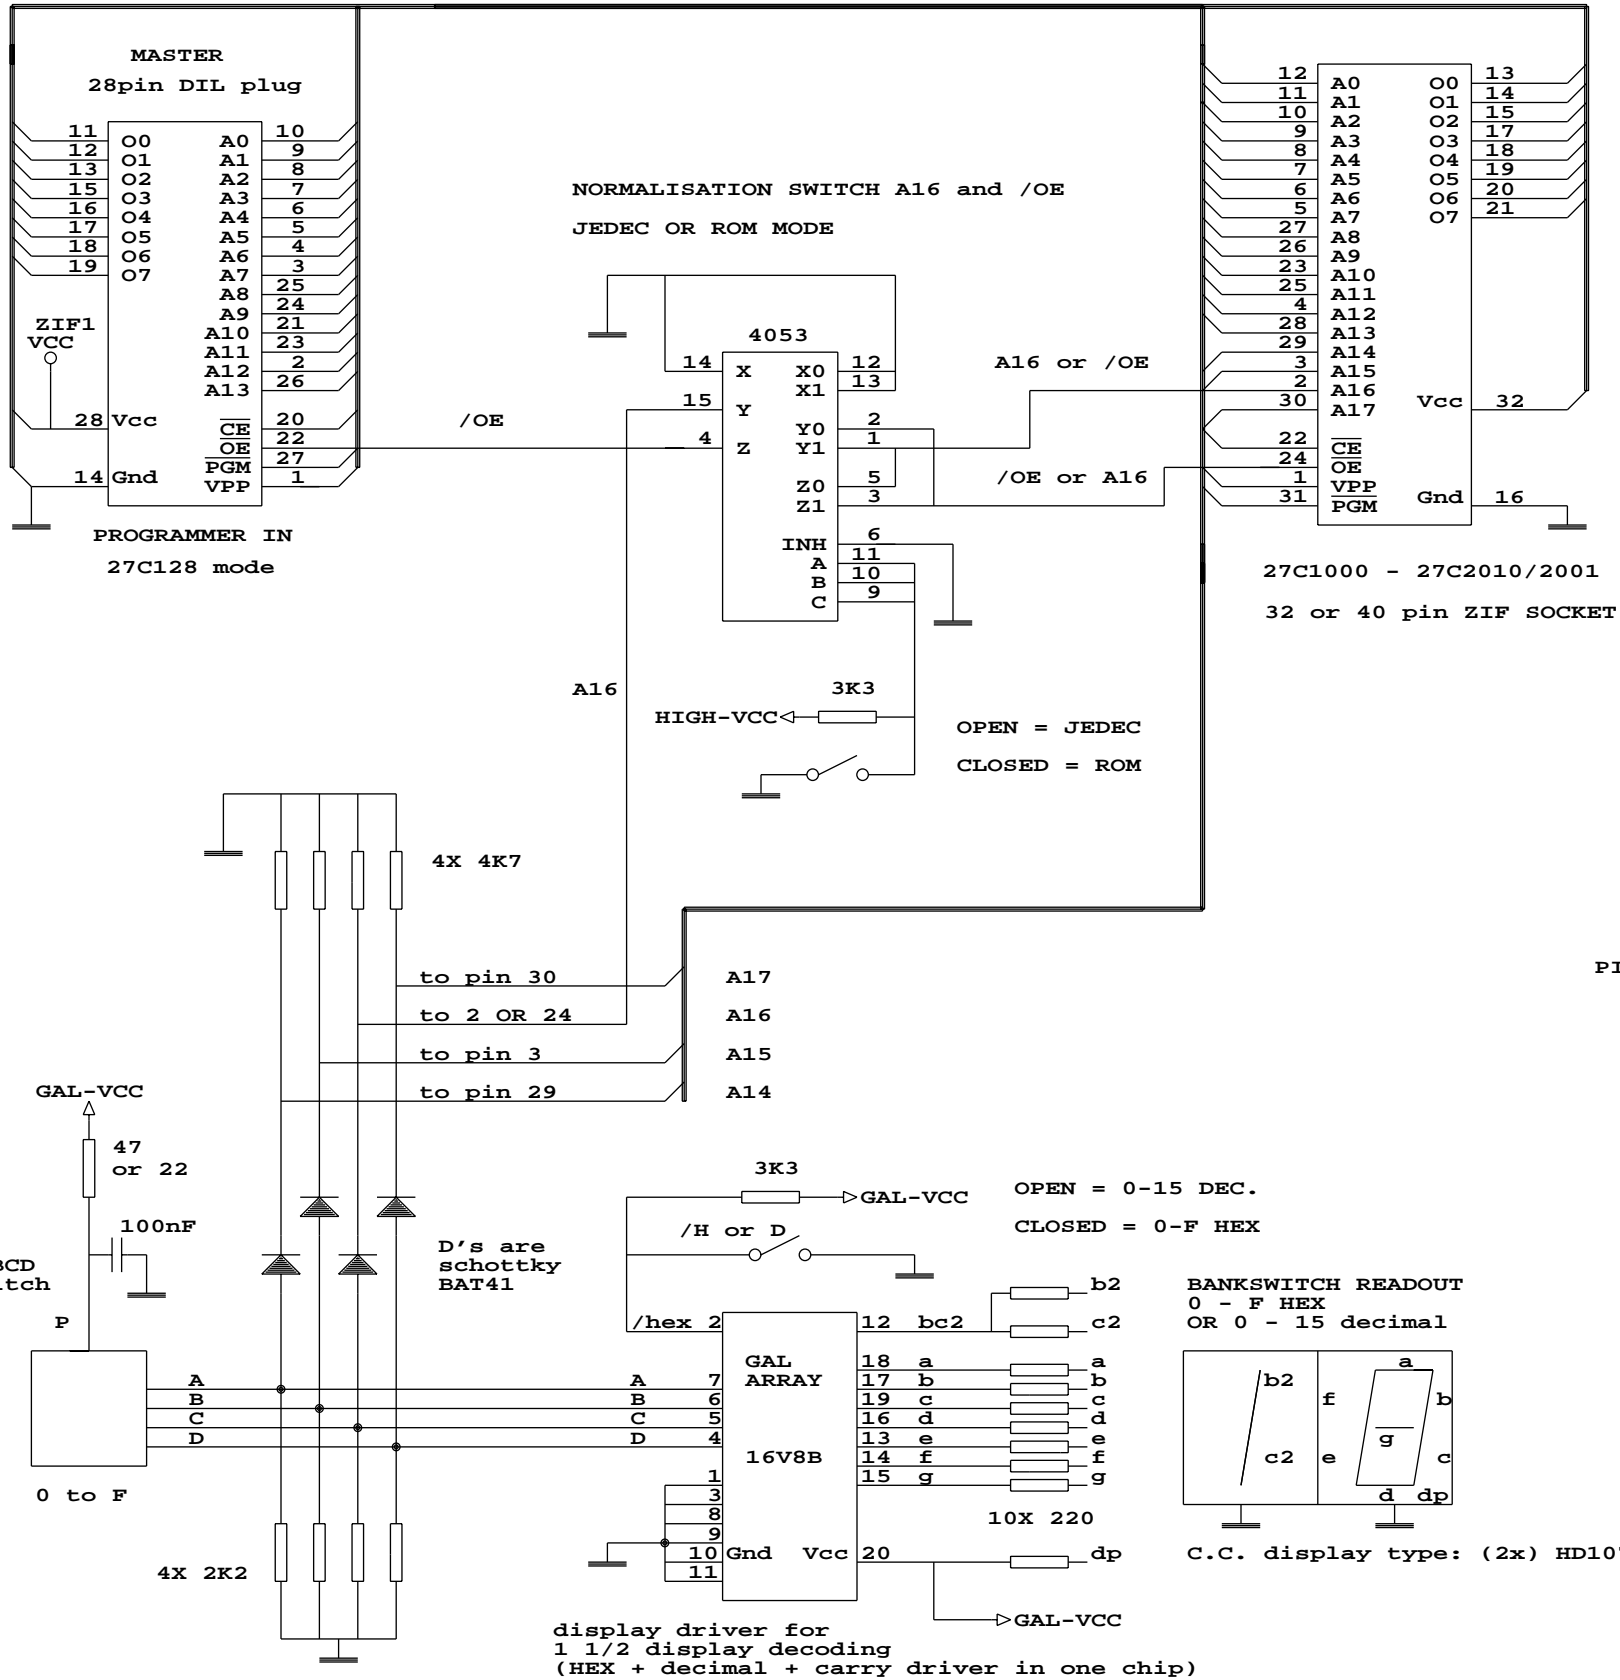 MASTER
28pin DIL plug
11 O0 A0 10
12 O1 A1 9
13 O2 A2 8
15 O3 A3 7
16 O4 A4 6
17 O5 A5 5
18 O6 A6 4
19 O7 A7 3
A8 25
A9 24
A10 21
A11 23
A12 2
A13 26
ZIF1
VCC
28 Vcc
CE 20
OE 22
PGM 27
14 Gnd VPP 1
PROGRAMMER IN
27C128 mode
/OE
NORMALISATION SWITCH A16 and /OE
JEDEC OR ROM MODE
4053
14 X X0 12
X1 13
15 Y
Y0 2
4 Z Y1 1
Z0 5
Z1 3
INH 6
A 11
B 10
C 9
A16 or /OE
/OE or A16
12 A0 O0 13
11 A1 O1 14
10 A2 O2 15
9 A3 O3 17
8 A4 O4 18
7 A5 O5 19
6 A6 O6 20
5 A7 O7 21
27 A8
26 A9
23 A10
25 A11
4 A12
28 A13
29 A14
3 A15
2 A16
30 A17 Vcc 32
22 CE
24 OE
1 VPP
31 PGM Gnd 16
27C1000 - 27C2010/2001
32 or 40 pin ZIF SOCKET
A16
3K3
HIGH-VCC
OPEN = JEDEC
CLOSED = ROM
4X 4K7
to pin 30 A17
to 2 OR 24 A16
to pin 3 A15
to pin 29 A14
PI
GAL-VCC
47
or 22
100nF
BCD
itch
P
D's are
schottky
BAT41
3K3
GAL-VCC
/H or D
OPEN = 0-15 DEC.
CLOSED = 0-F HEX
/hex 2
GAL
ARRAY
16V8B
A A 7
B B 6
C C 5
D D 4
1
3
8
9
10 Gnd Vcc 20
11
12 bc2
b2
c2
18 a a
17 b b
19 c c
16 d d
13 e e
14 f f
15 g g
10X 220
dp
GAL-VCC
0 to F
4X 2K2
BANKSWITCH READOUT
0 - F HEX
OR 0 - 15 decimal
a
b2 f b
g
c2 e c
d dp
C.C. display type: (2x) HD10
display driver for
1 1/2 display decoding
(HEX + decimal + carry driver in one chip)